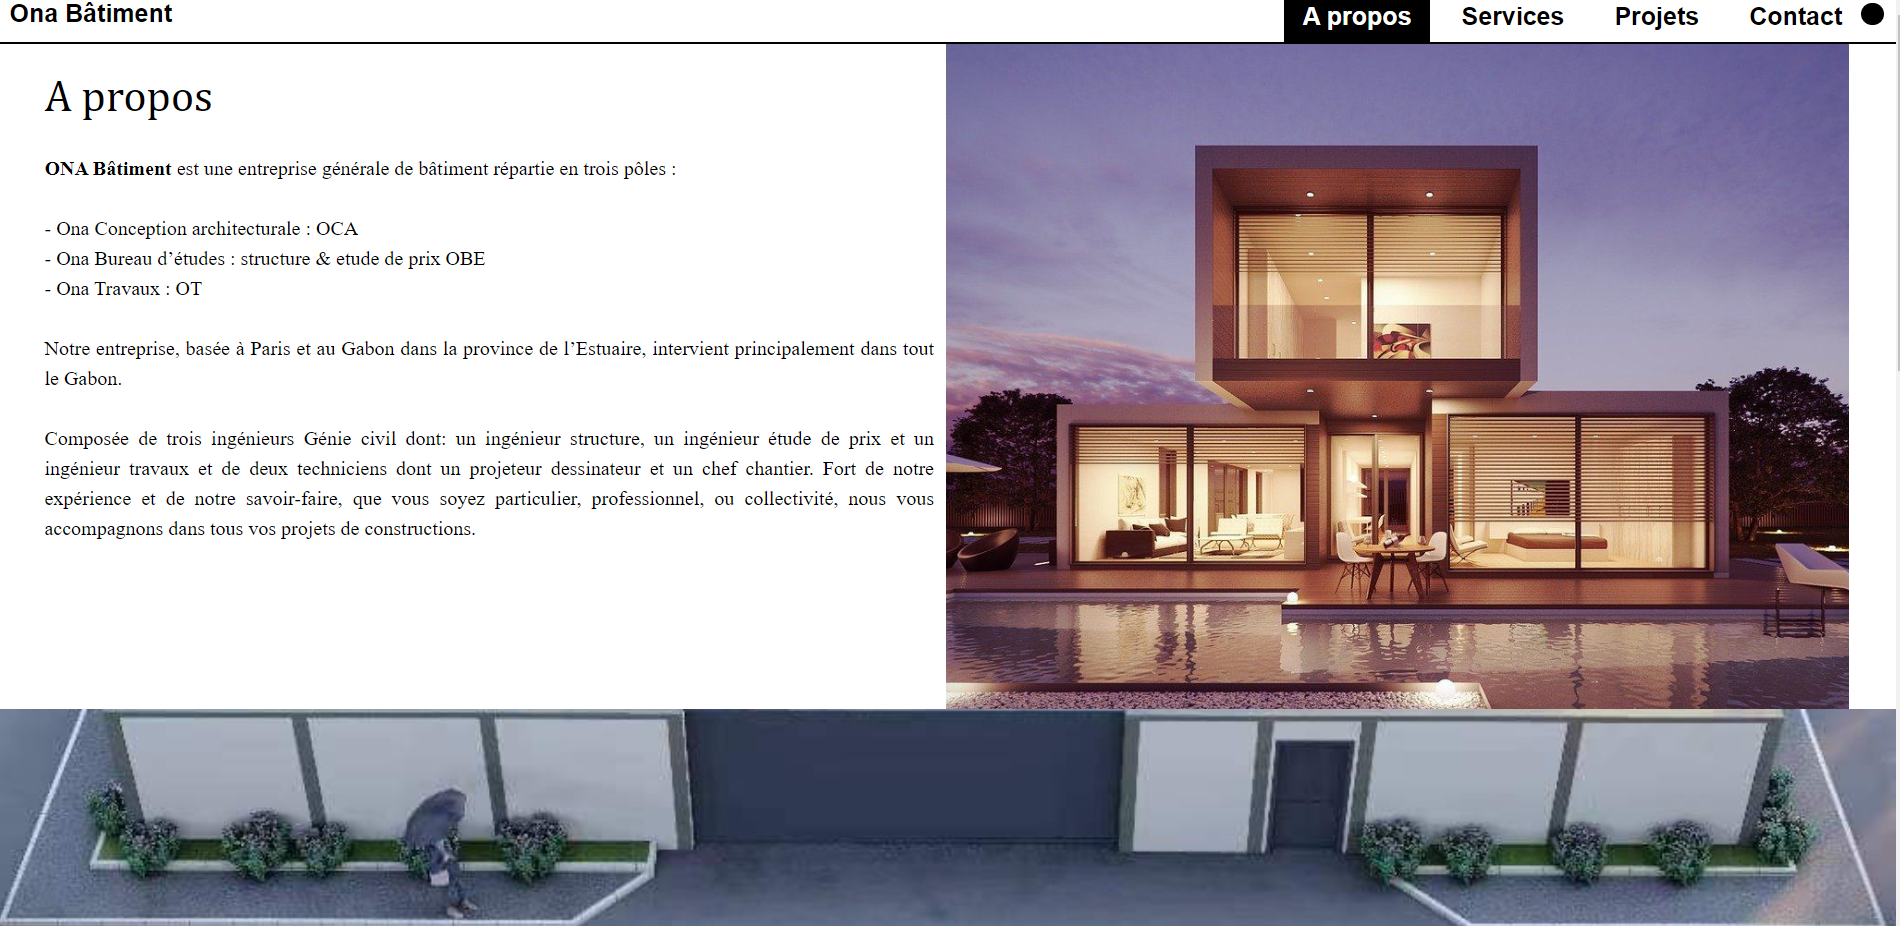 Ona Bâtiment
A propos Services Projets Contact
A propos
ONA Bâtiment est une entreprise générale de bâtiment répartie en trois pôles :
- Ona Conception architecturale : OCA
- Ona Bureau d’études : structure & etude de prix OBE
- Ona Travaux : OT
Notre entreprise, basée à Paris et au Gabon dans la province de l’Estuaire, intervient principalement dans tout
le Gabon.
Composée de trois ingénieurs Génie civil dont: un ingénieur structure, un ingénieur étude de prix et un
ingénieur travaux et de deux techniciens dont un projeteur dessinateur et un chef chantier. Fort de notre
expérience et de notre savoir-faire, que vous soyez particulier, professionnel, ou collectivité, nous vous
accompagnons dans tous vos projets de constructions.